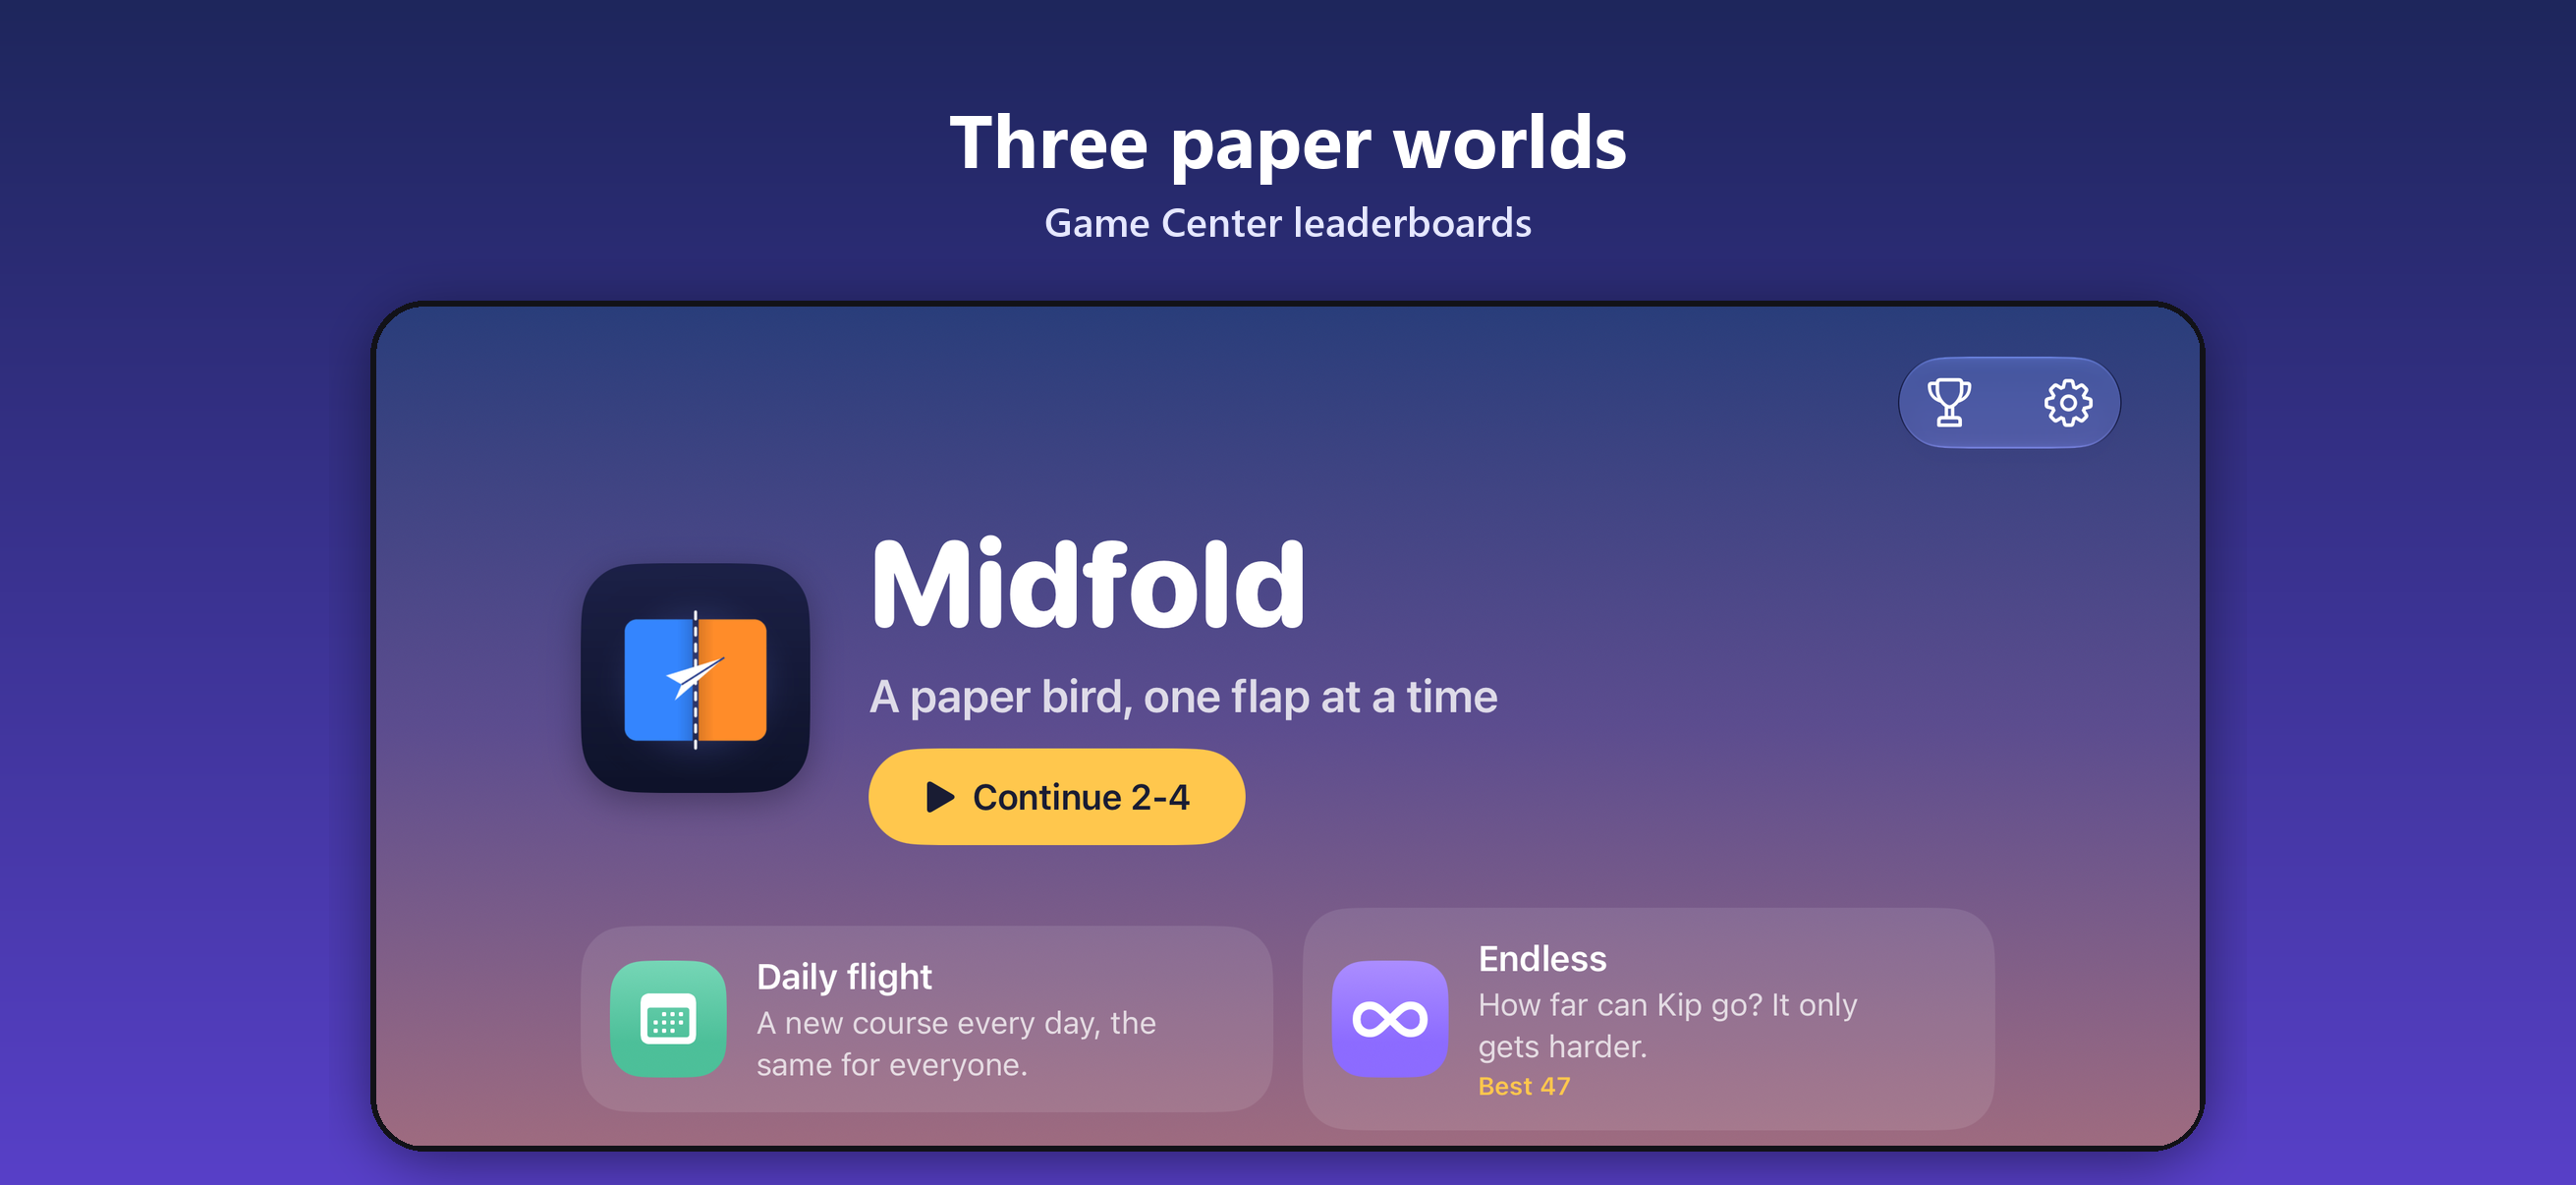 Three paper worlds
Game Center leaderboards
Midfold
A paper bird, one flap at a time
Continue 2-4
Daily flight
A new course every day, the
same for everyone.
Endless
How far can Kip go? It only
gets harder.
Best 47